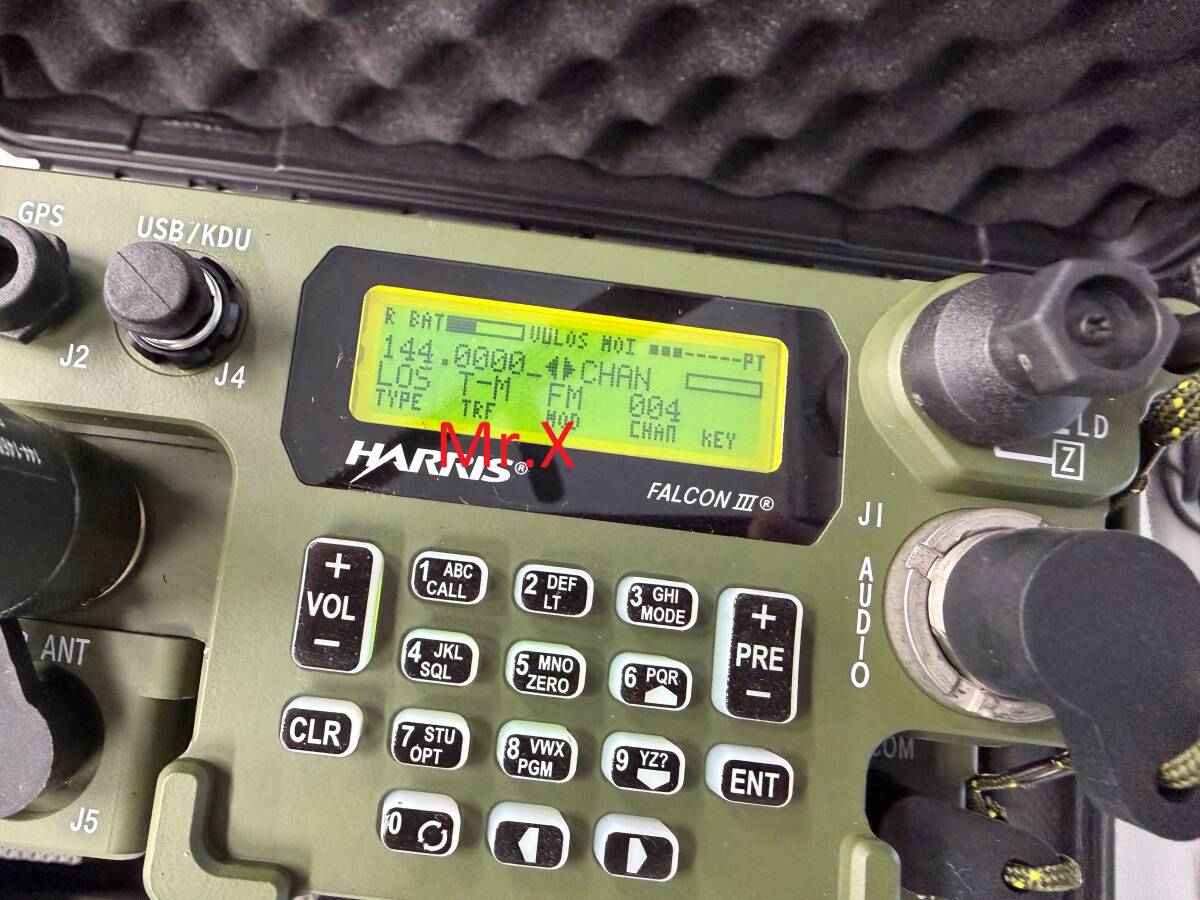 GPS
USB/KDU
J2
J4
R BAT VULOS MOI PT
144.0000 CHAN
LOS T-M FM 004
TYPE TRF MOD CHAN KEY
HARRIS®
Mr.X
FALCON III®
Z
J1
AUDIO
+ VOL -
1 ABC CALL
2 DEF LT
3 GHI MODE
+ PRE -
4 JKL SQL
5 MNO ZERO
6 PQR
CLR
7 STU OPT
8 VWX PGM
9 YZ?
ENT
0
ANT
J5
COM